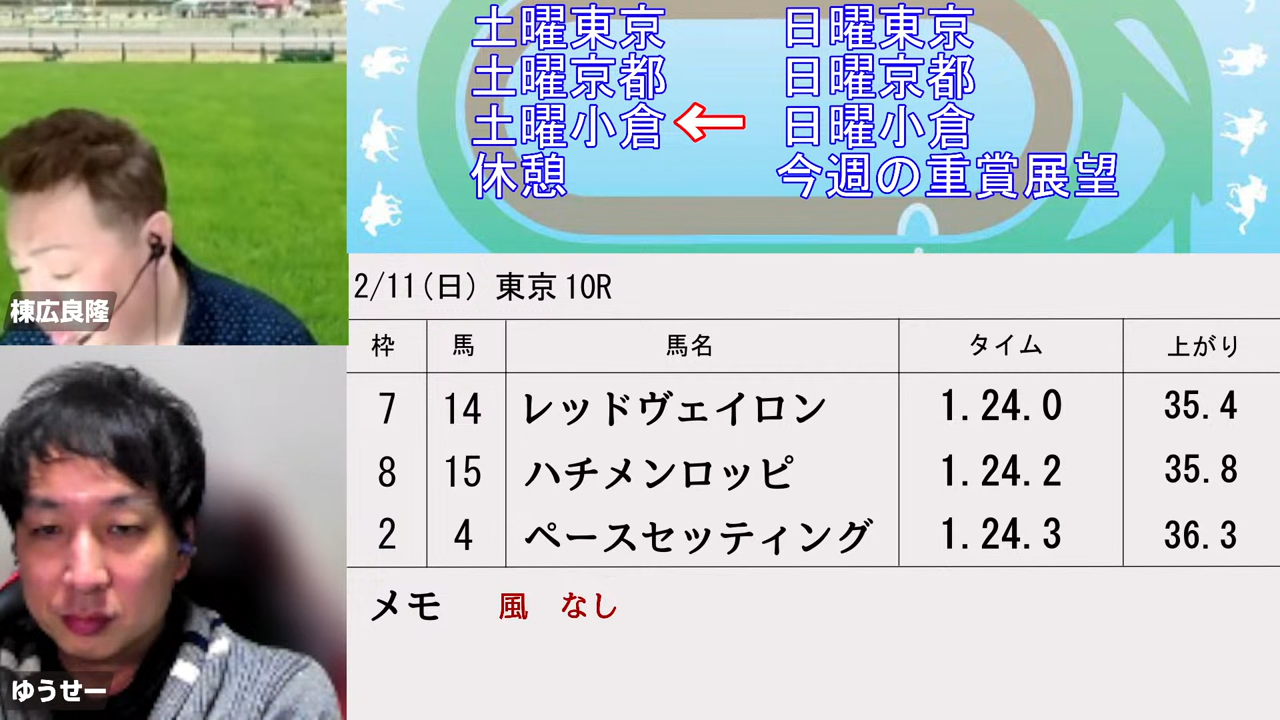 土曜東京 日曜東京
土曜京都 日曜京都
土曜小倉 日曜小倉
休憩 今週の重賞展望
棟広良隆
2/11(日) 東京10R
枠 馬 馬名 タイム 上がり
7 14 レッドヴェイロン 1.24.0 35.4
8 15 ハチメンロッピ 1.24.2 35.8
2 4 ペースセッティング 1.24.3 36.3
メモ 風 なし
ゆうせー